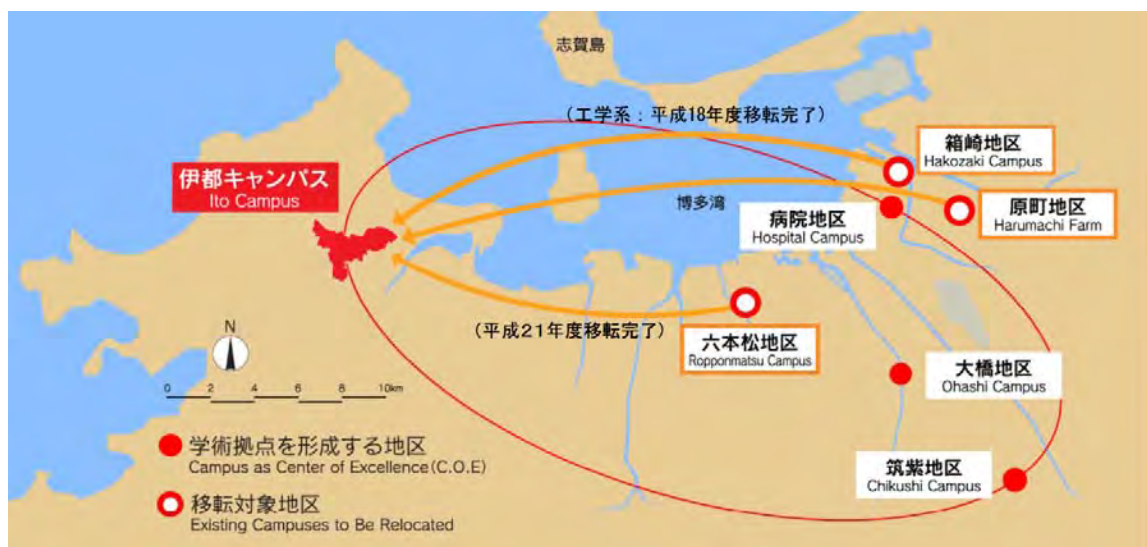 志賀島
（工学系：平成18年度移転完了）
箱崎地区
Hakozaki Campus
伊都キャンパス
Ito Campus
博多湾
病院地区
Hospital Campus
原町地区
Harumachi Farm
（平成２１年度移転完了）
六本松地区
Ropponmatsu Campus
N
0 2 4 6 8 10km
大橋地区
Ohashi Campus
学術拠点を形成する地区
Campus as Center of Excellence(C.O.E)
筑紫地区
Chikushi Campus
移転対象地区
Existing Campuses to Be Relocated